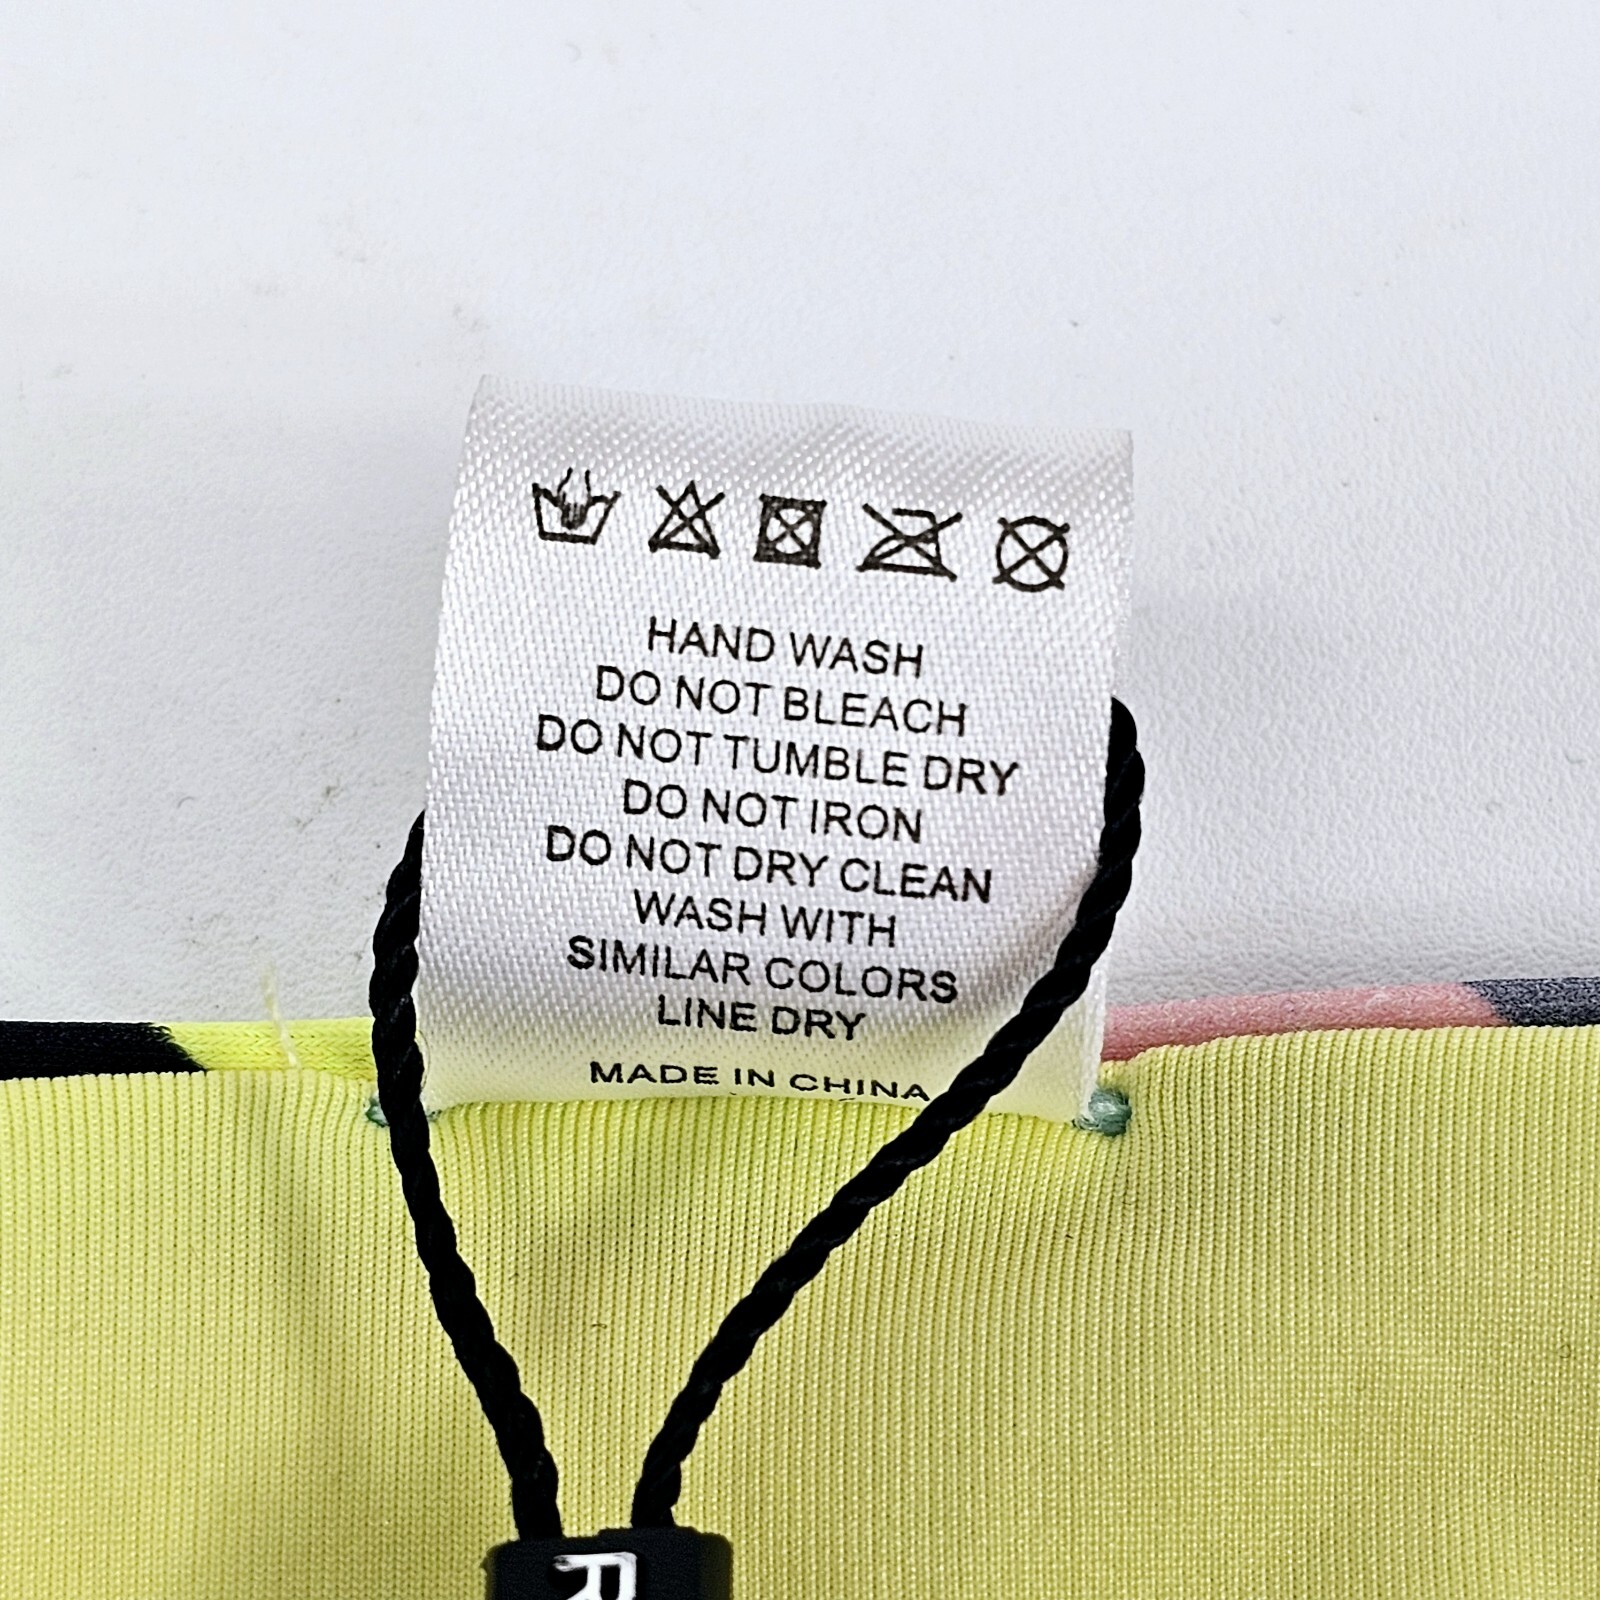 HAND WASH
DO NOT BLEACH
DO NOT TUMBLE DRY
DO NOT IRON
DO NOT DRY CLEAN
WASH WITH
SIMILAR COLORS
LINE DRY
MADE IN CHINA
R